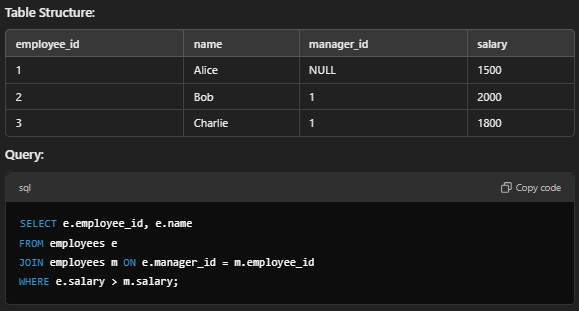 Table Structure:
employee_id name manager_id salary
1 Alice NULL 1500
2 Bob 1 2000
3 Charlie 1 1800
Query:
sql Copy code
SELECT e.employee_id, e.name
FROM employees e
JOIN employees m ON e.manager_id = m.employee_id
WHERE e.salary > m.salary;